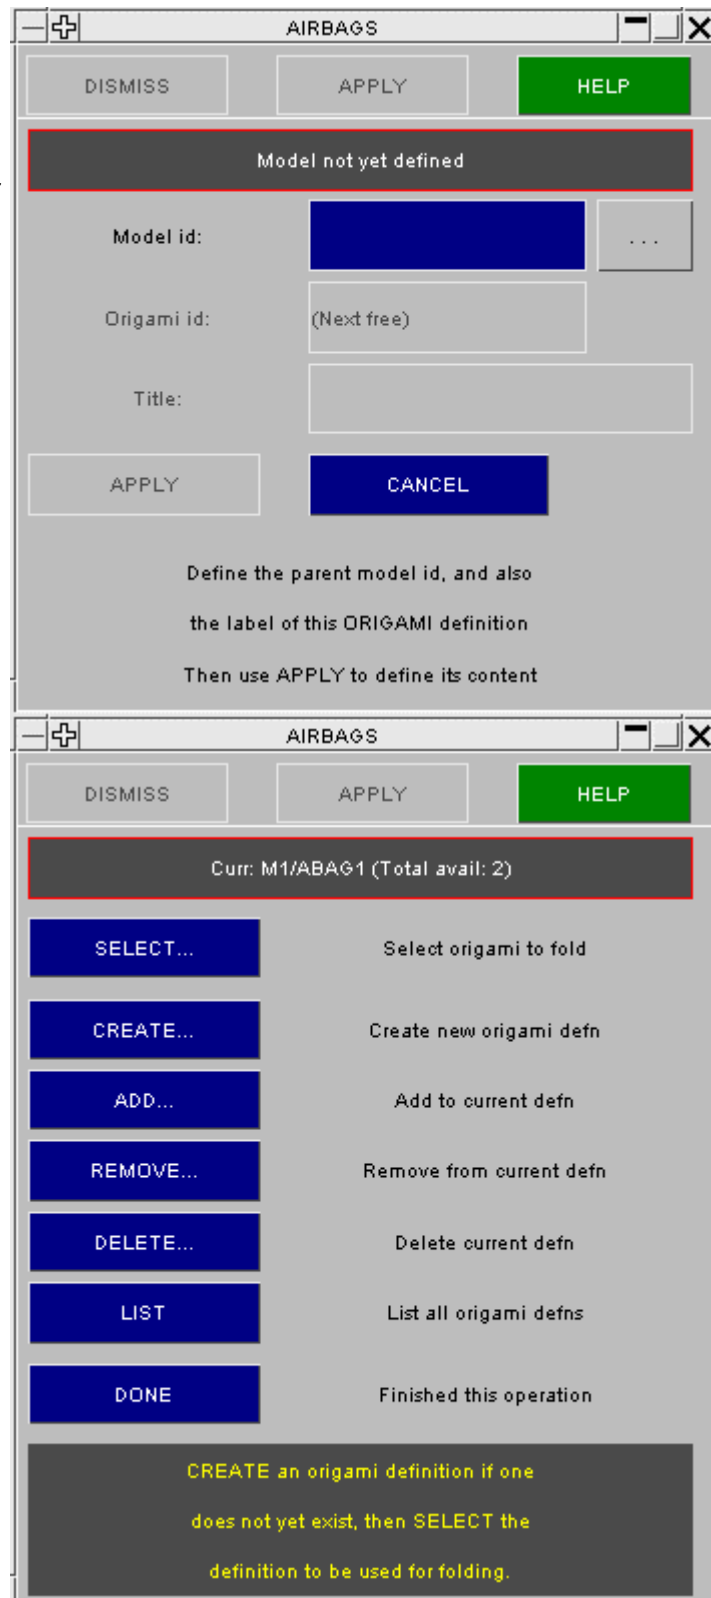 AIRBAGS
DISMISS APPLY HELP
Model not yet defined
Model id: ...
Origami id: (Next free)
Title:
APPLY CANCEL
Define the parent model id, and also
the label of this ORIGAMI definition
Then use APPLY to define its content
AIRBAGS
DISMISS APPLY HELP
Curr: M1/ABAG1 (Total avail: 2)
SELECT... Select origami to fold
CREATE... Create new origami defn
ADD... Add to current defn
REMOVE... Remove from current defn
DELETE... Delete current defn
LIST List all origami defns
DONE Finished this operation
CREATE an origami definition if one
does not yet exist, then SELECT the
definition to be used for folding.